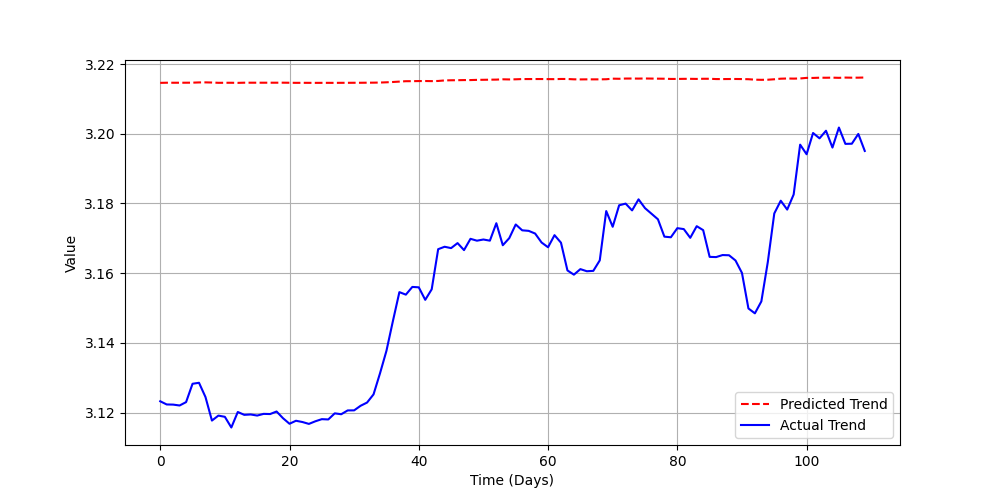 3.22
3.20
3.18
3.16
3.14
3.12
Value
0 20 40 60 80 100
Time (Days)
Predicted Trend
Actual Trend